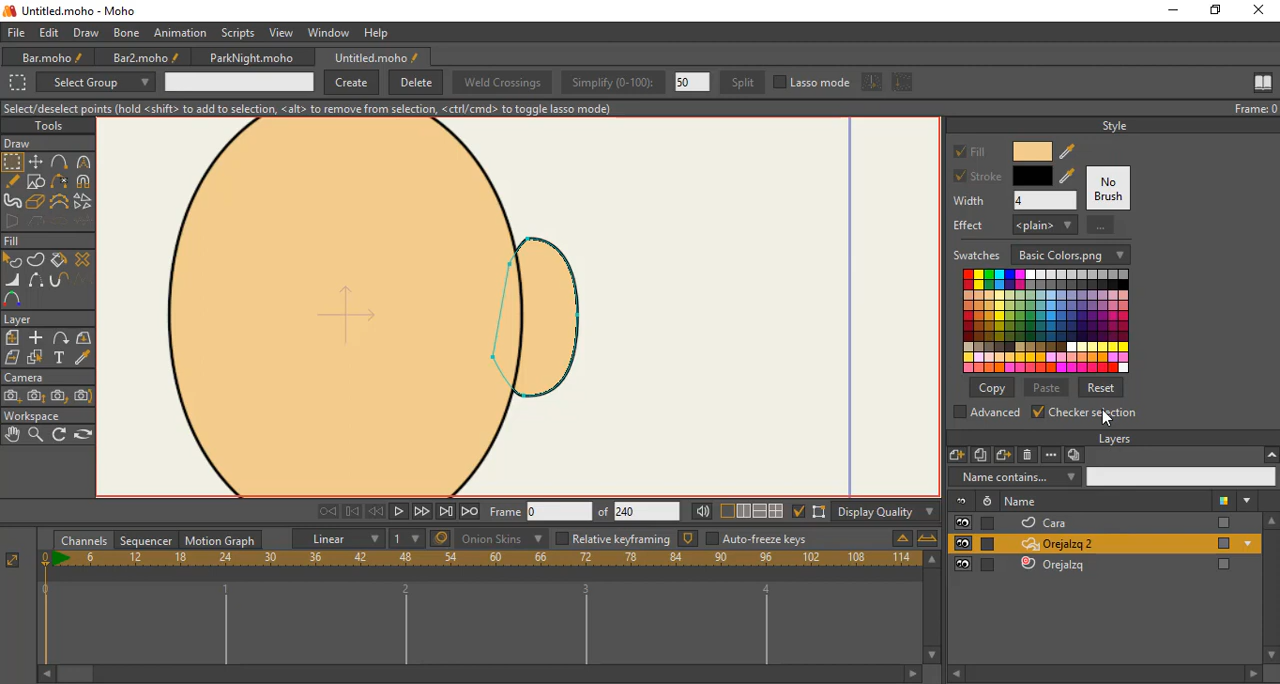 Untitled.moho - Moho
File Edit Draw Bone Animation Scripts View Window Help
Bar.moho Bar2.moho ParkNight.moho Untitled.moho
Select Group Create Delete Weld Crossings Simplify (0-100): 50 Split Lasso mode
Select/deselect points (hold <shift> to add to selection, <alt> to remove from selection, <ctrl/cmd> to toggle lasso mode) Frame: 0
Tools Style
Draw
Fill
Stroke
No Brush
Width 4
Effect <plain> ...
Fill
Swatches Basic Colors.png
Layer
Camera
Copy Paste Reset
Workspace
Advanced Checker selection
Layers
Name contains...
Name
Frame 0 of 240 Display Quality
Cara
Channels Sequencer Motion Graph Linear 1 Onion Skins Relative keyframing Auto-freeze keys
OrejaIzq 2
0 6 12 18 24 30 36 42 48 54 60 66 72 78 84 90 96 102 108 114
OrejaIzq
0 1 2 3 4